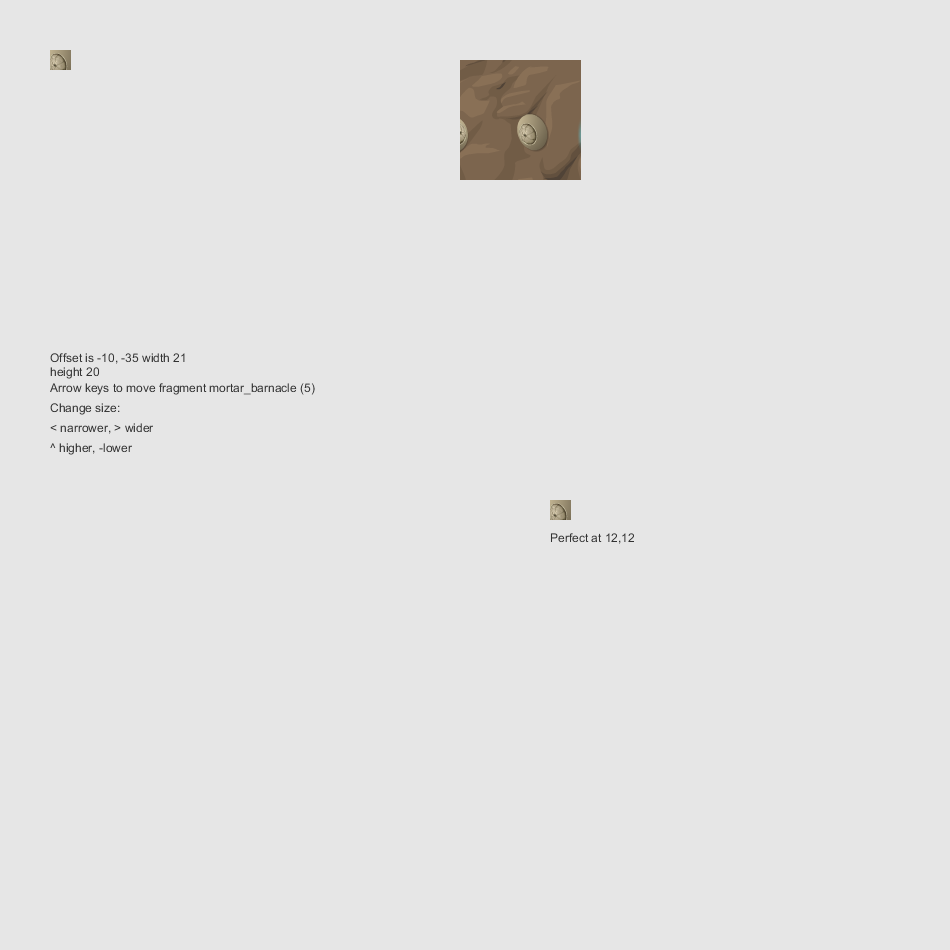 Offset is -10, -35 width 21
height 20
Arrow keys to move fragment mortar_barnacle (5)
Change size:
< narrower, > wider
^ higher, -lower
Perfect at 12,12